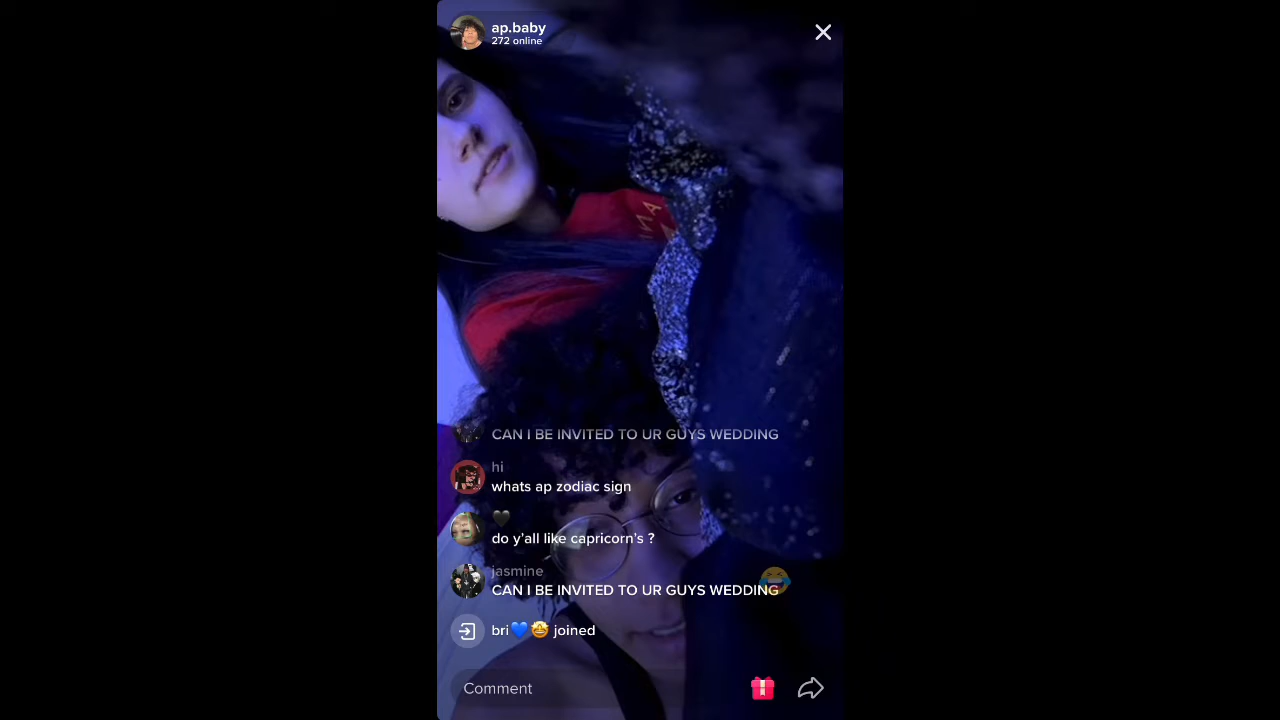 ap.baby
272 online
CAN I BE INVITED TO UR GUYS WEDDING
hi
whats ap zodiac sign
🖤
do y'all like capricorn's ?
jasmine
CAN I BE INVITED TO UR GUYS WEDDING
bri💙🤩 joined
Comment